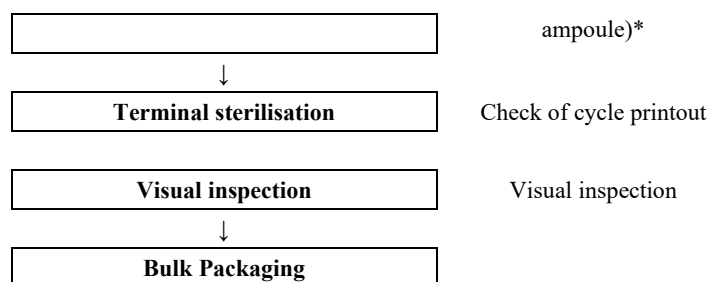 ampoule)*
↓
Terminal sterilisation Check of cycle printout
Visual inspection Visual inspection
↓
Bulk Packaging